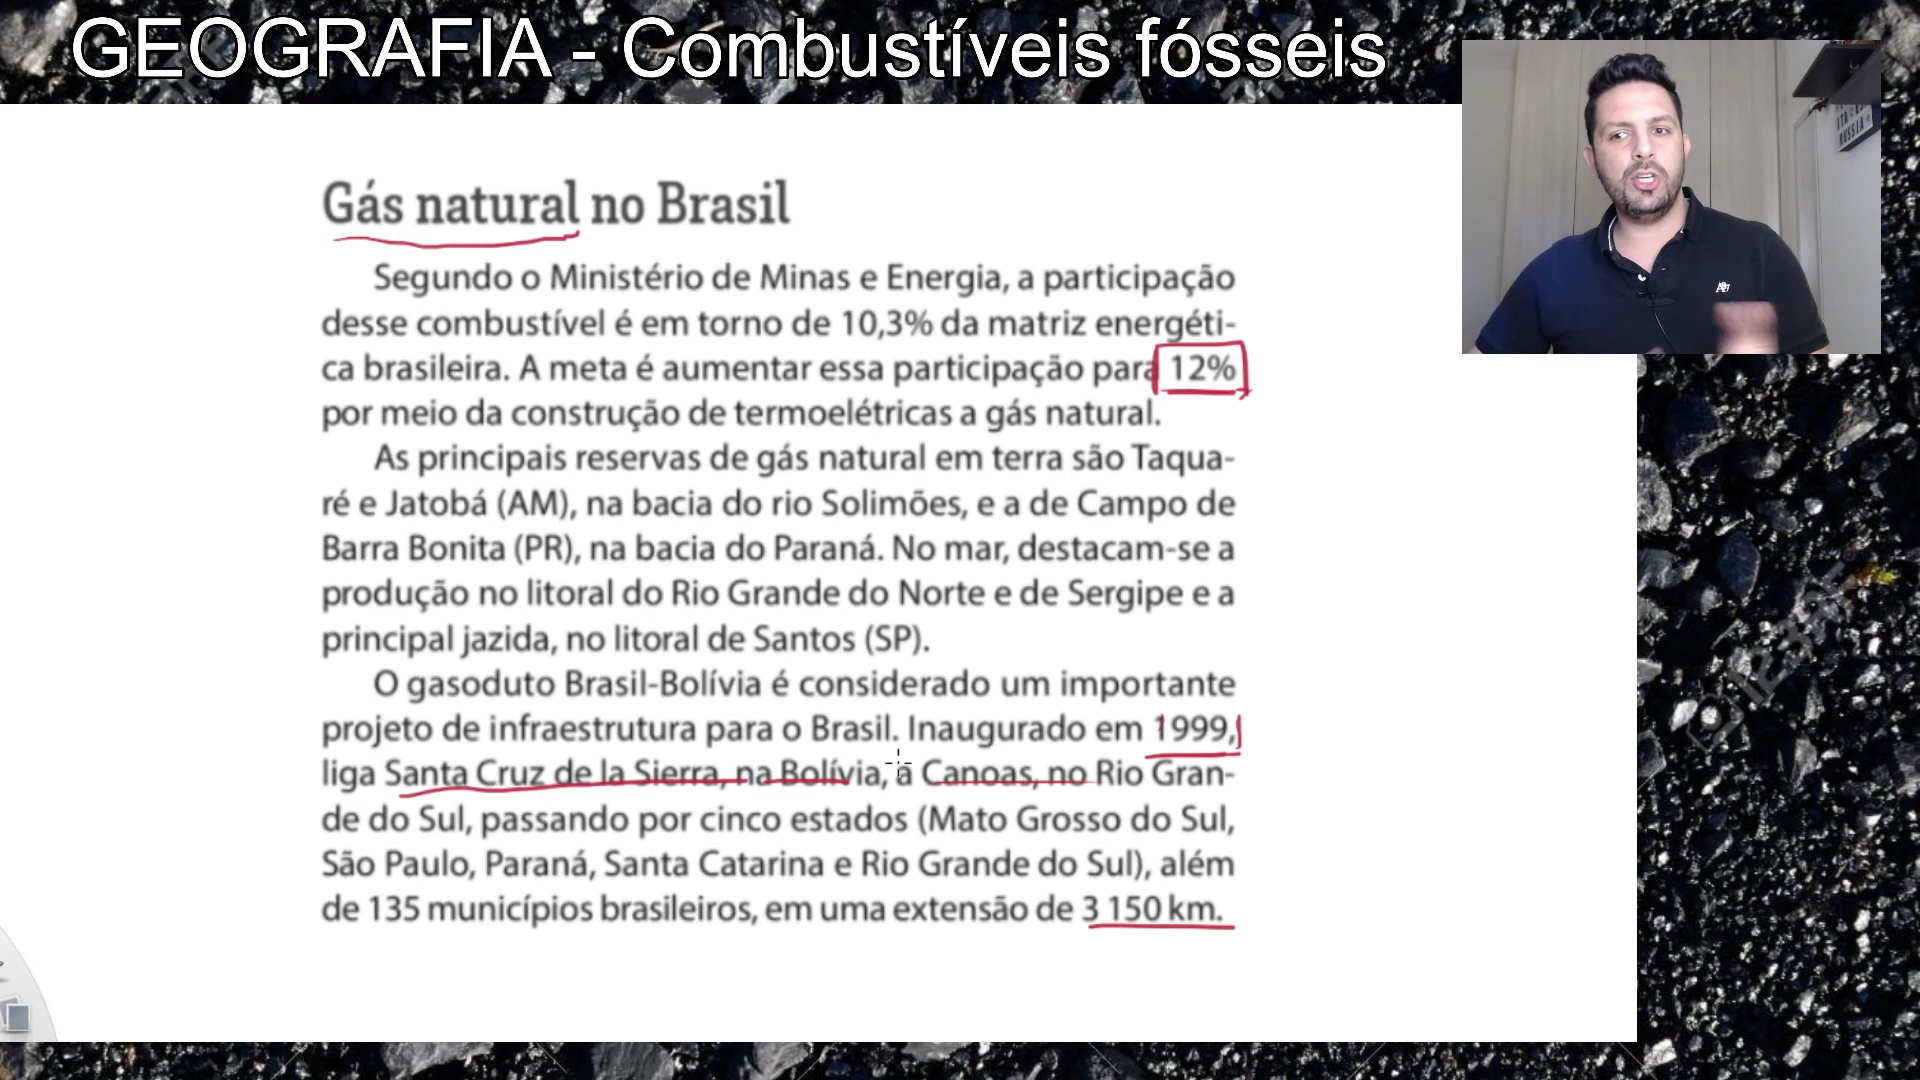 GEOGRAFIA - Combustíveis fósseis
Gás natural no Brasil
Segundo o Ministério de Minas e Energia, a participação
desse combustível é em torno de 10,3% da matriz energéti-
ca brasileira. A meta é aumentar essa participação para 12%
por meio da construção de termoelétricas a gás natural.
As principais reservas de gás natural em terra são Taqua-
ré e Jatobá (AM), na bacia do rio Solimões, e a de Campo de
Barra Bonita (PR), na bacia do Paraná. No mar, destacam-se a
produção no litoral do Rio Grande do Norte e de Sergipe e a
principal jazida, no litoral de Santos (SP).
O gasoduto Brasil-Bolívia é considerado um importante
projeto de infraestrutura para o Brasil. Inaugurado em 1999,
liga Santa Cruz de la Sierra, na Bolívia, a Canoas, no Rio Gran-
de do Sul, passando por cinco estados (Mato Grosso do Sul,
São Paulo, Paraná, Santa Catarina e Rio Grande do Sul), além
de 135 municípios brasileiros, em uma extensão de 3 150 km.
RUSSIA